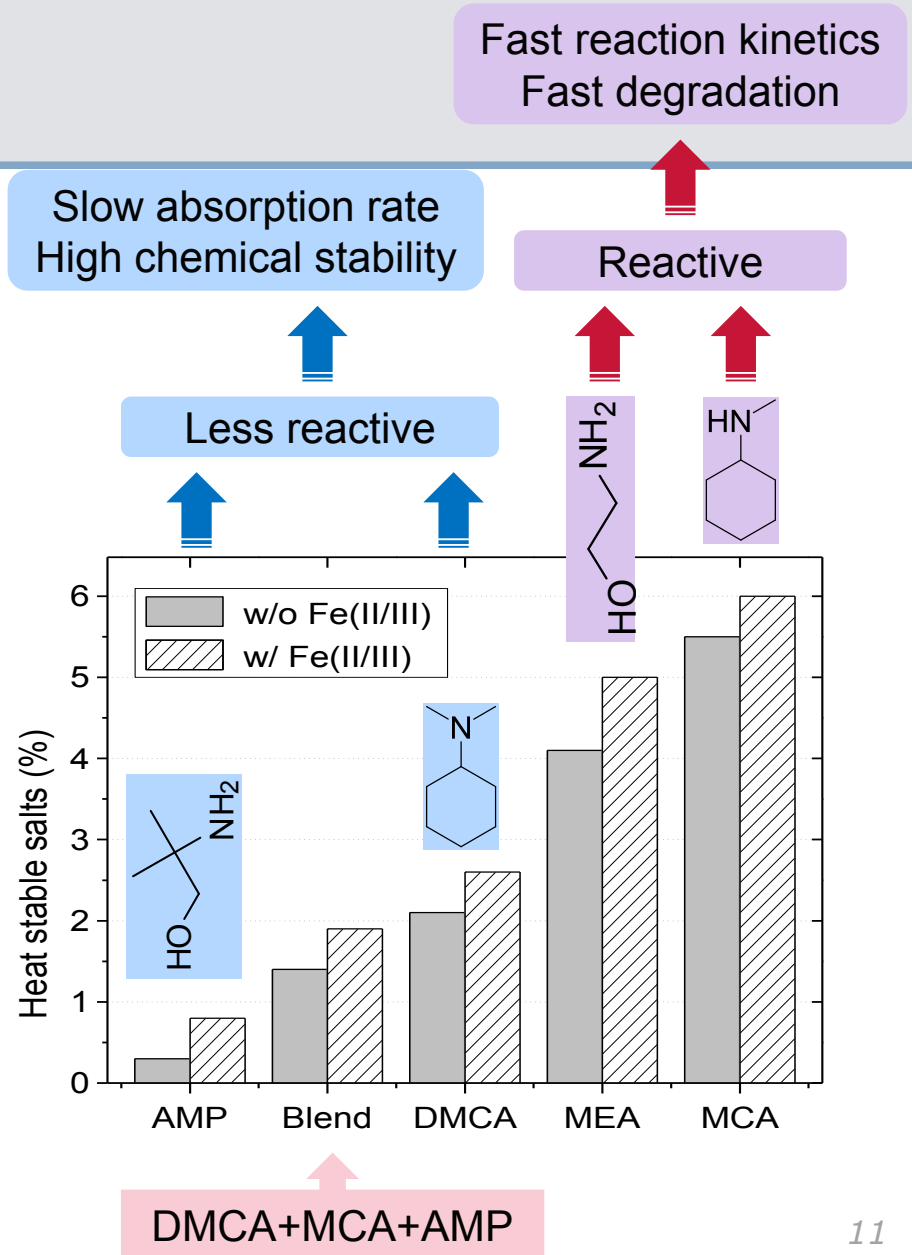 Fast reaction kinetics
Fast degradation
Slow absorption rate
High chemical stability
Reactive
Less reactive
NH2
HO
HN
w/o Fe(II/III)
w/ Fe(II/III)
N
NH2
HO
Heat stable salts (%)
6
5
4
3
2
1
0
AMP Blend DMCA MEA MCA
DMCA+MCA+AMP
11